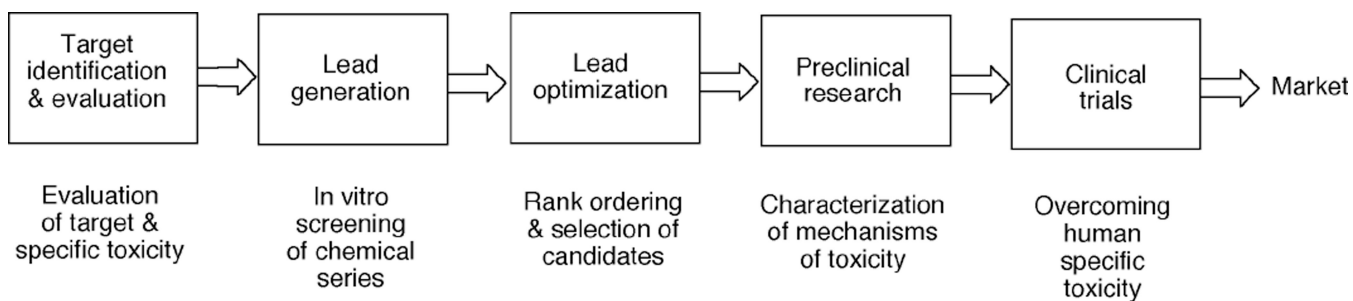 Target
identification
& evaluation
Lead
generation
Lead
optimization
Preclinical
research
Clinical
trials
Market
Evaluation
of target &
specific toxicity
In vitro
screening
of chemical
series
Rank ordering
& selection of
candidates
Characterization
of mechanisms
of toxicity
Overcoming
human
specific
toxicity